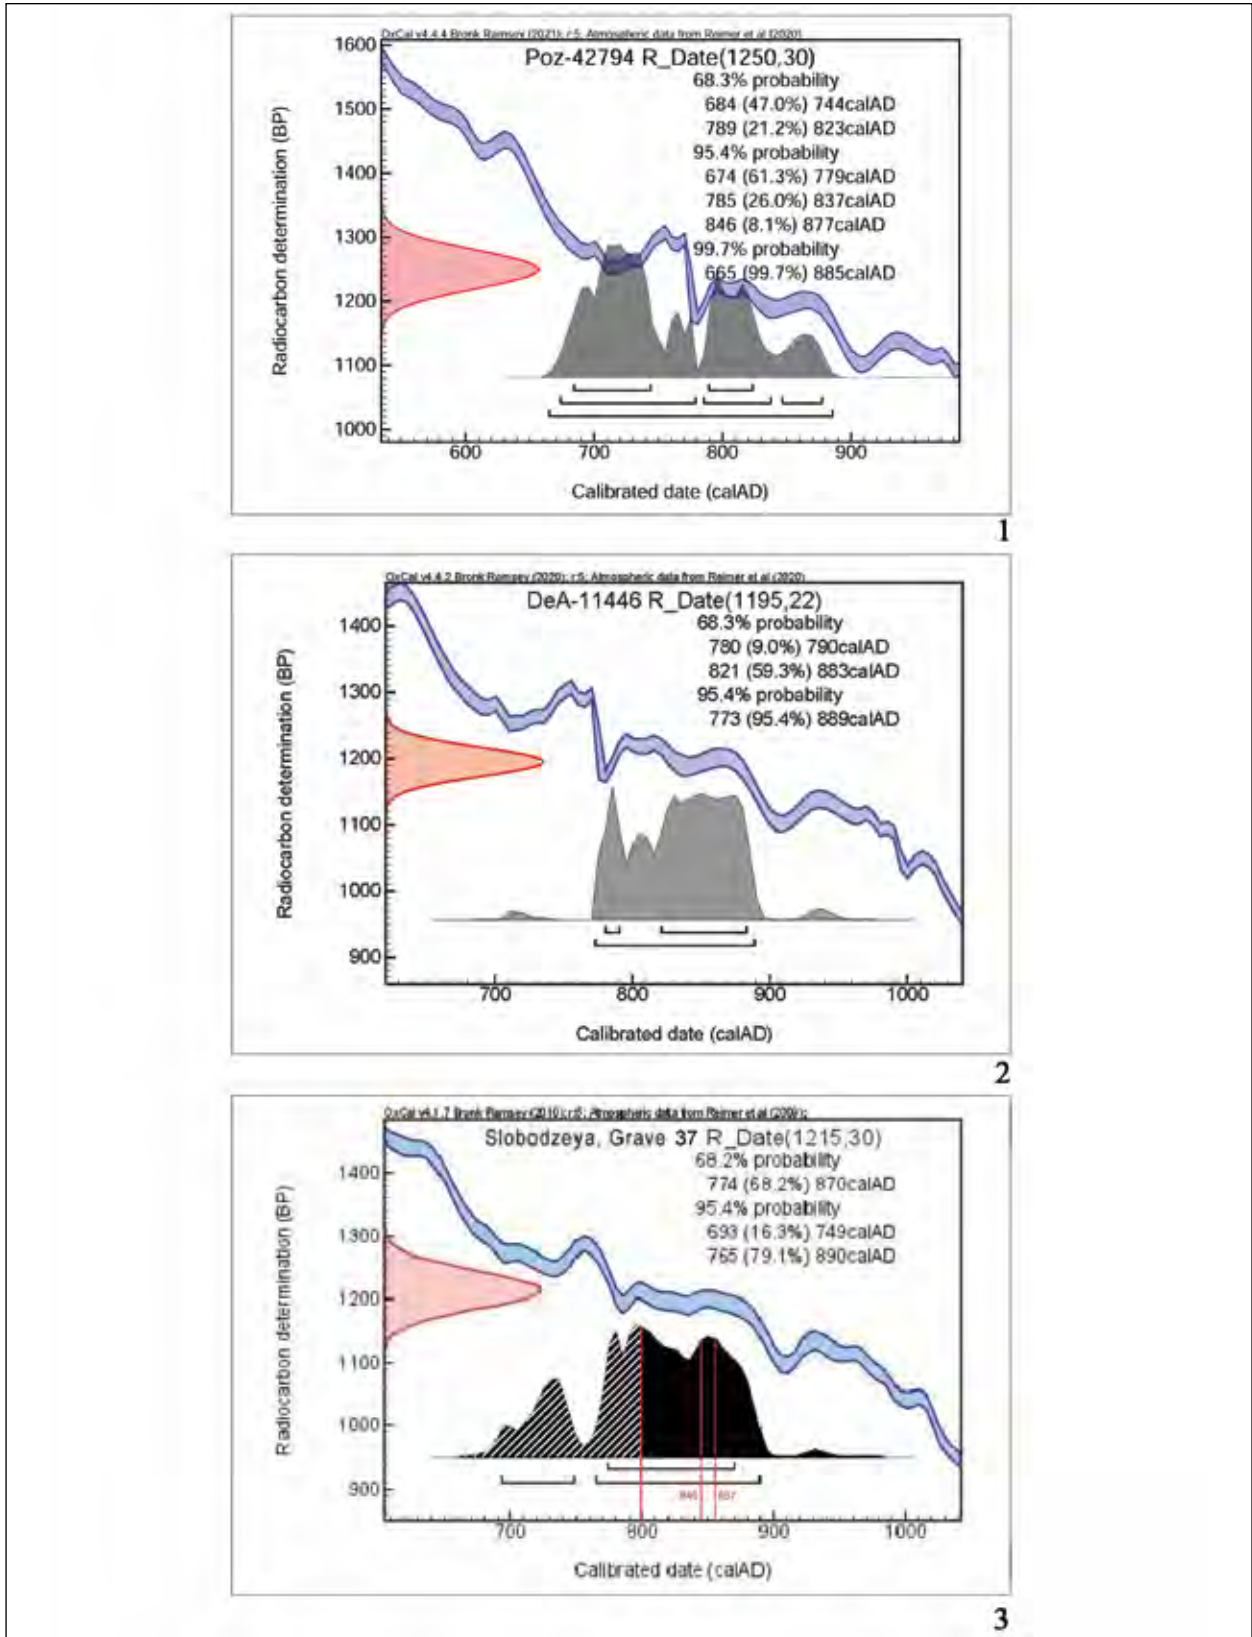 OxCal v4.4.4 Bronk Ramsey (2021); r:5; Atmospheric data from Reimer et al (2020)
Poz-42794 R_Date(1250,30)
68.3% probability
684 (47.0%) 744calAD
789 (21.2%) 823calAD
95.4% probability
674 (61.3%) 779calAD
785 (26.0%) 837calAD
846 (8.1%) 877calAD
99.7% probability
665 (99.7%) 885calAD
Radiocarbon determination (BP)
1600
1500
1400
1300
1200
1100
1000
600 700 800 900
Calibrated date (calAD)
1
OxCal v4.4.2 Bronk Ramsey (2020); r:5; Atmospheric data from Reimer et al (2020)
DeA-11446 R_Date(1195,22)
68.3% probability
780 (9.0%) 790calAD
821 (59.3%) 883calAD
95.4% probability
773 (95.4%) 889calAD
Radiocarbon determination (BP)
1400
1300
1200
1100
1000
900
700 800 900 1000
Calibrated date (calAD)
2
OxCal v4.1.7 Bronk Ramsey (2010); r:5; Atmospheric data from Reimer et al (2009);
Slobodzeya, Grave 37 R_Date(1215,30)
68.2% probability
774 (68.2%) 870calAD
95.4% probability
693 (16.3%) 749calAD
765 (79.1%) 890calAD
Radiocarbon determination (BP)
1400
1300
1200
1100
1000
900
700 800 900 1000
Calibrated date (calAD)
3